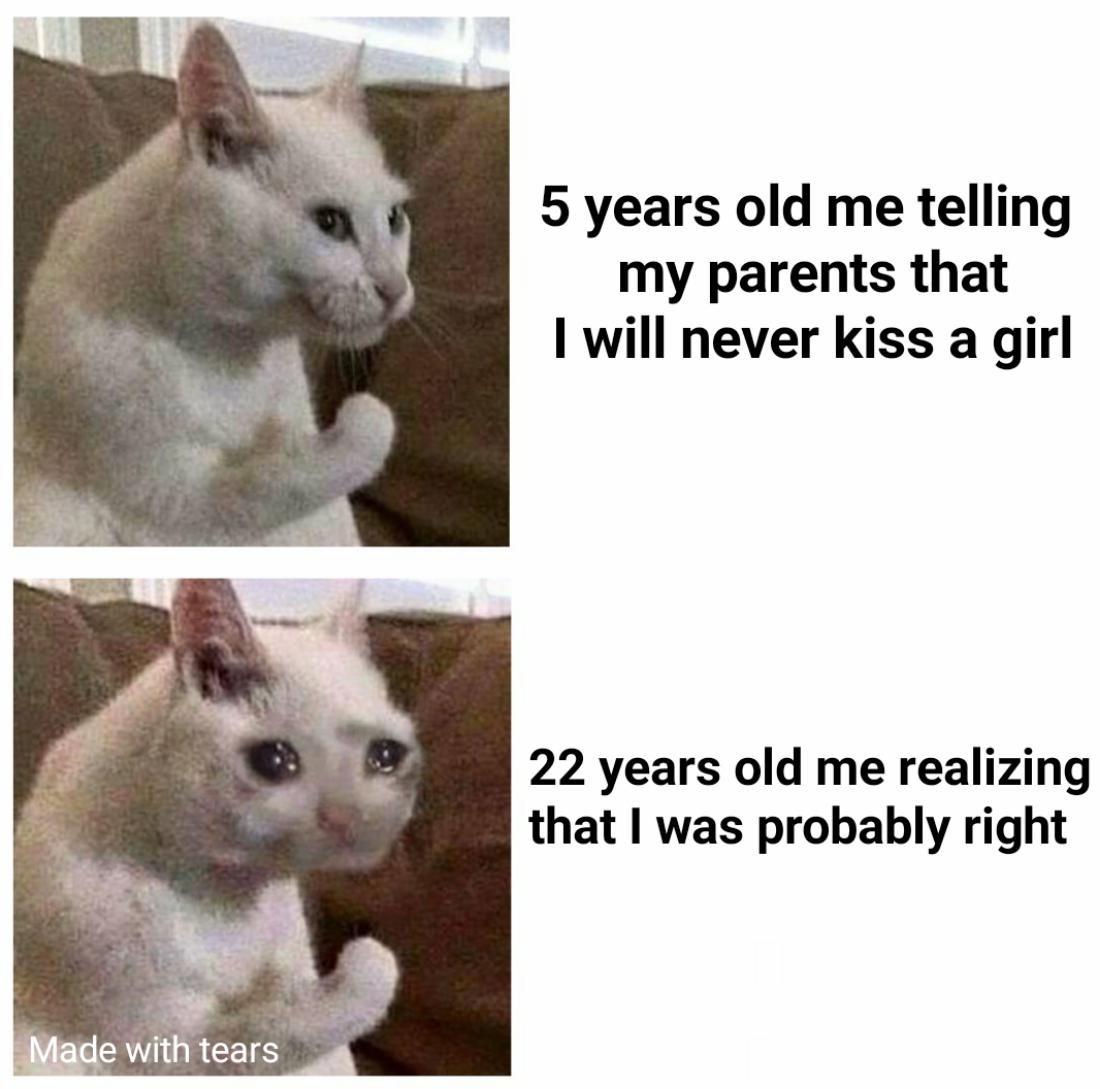 5 years old me telling
my parents that
I will never kiss a girl
22 years old me realizing
that I was probably right
Made with tears